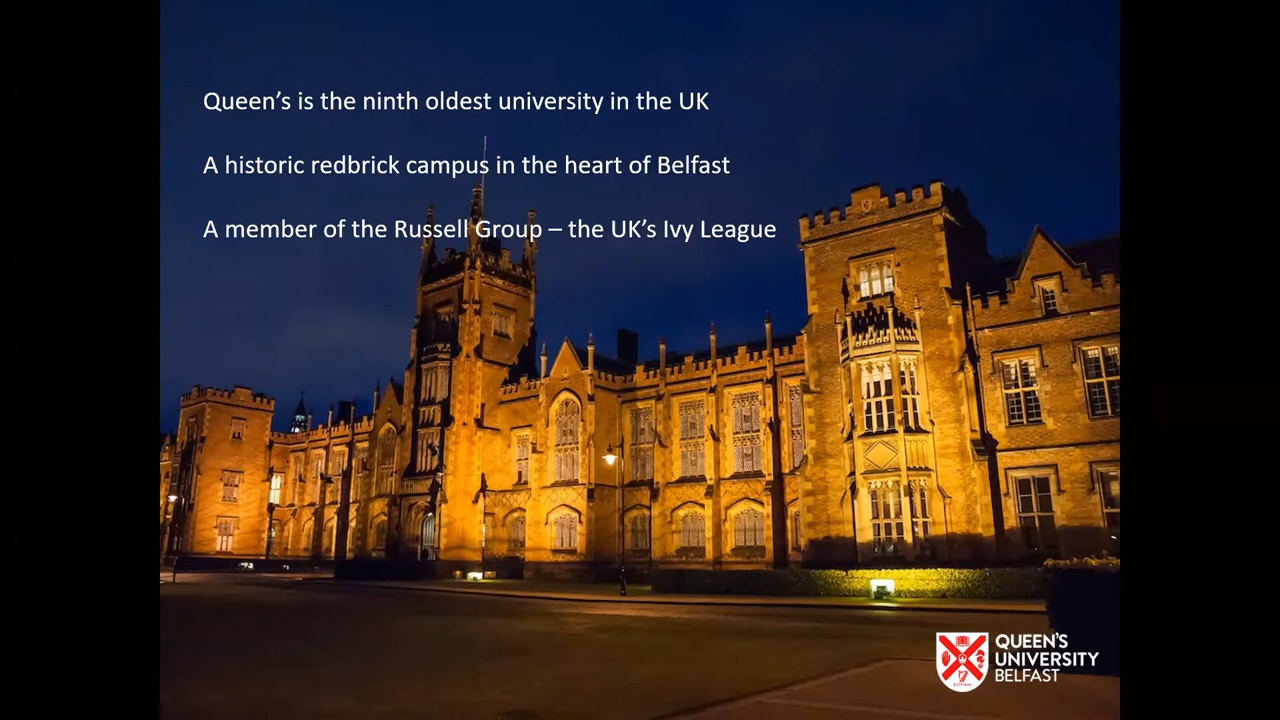 Queen’s is the ninth oldest university in the UK
A historic redbrick campus in the heart of Belfast
A member of the Russell Group – the UK’s Ivy League
QUEEN’S
UNIVERSITY
BELFAST